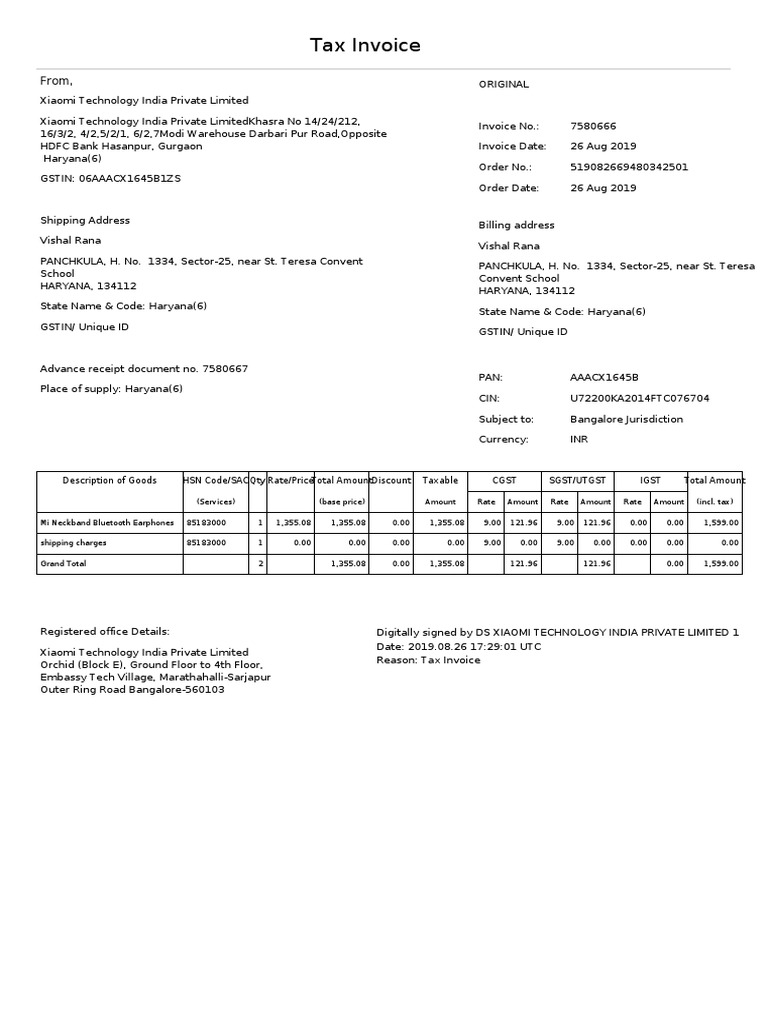 Tax Invoice
From,
Xiaomi Technology India Private Limited
Xiaomi Technology India Private LimitedKhasra No 14/24/212,
16/3/2, 4/2,5/2/1, 6/2,7Modi Warehouse Darbari Pur Road,Opposite
HDFC Bank Hasanpur, Gurgaon
Haryana(6)
GSTIN: 06AAACX1645B1ZS
ORIGINAL
Invoice No.: 7580666
Invoice Date: 26 Aug 2019
Order No.: 519082669480342501
Order Date: 26 Aug 2019
Shipping Address
Vishal Rana
PANCHKULA, H. No. 1334, Sector-25, near St. Teresa Convent
School
HARYANA, 134112
State Name & Code: Haryana(6)
GSTIN/ Unique ID
Billing address
Vishal Rana
PANCHKULA, H. No. 1334, Sector-25, near St. Teresa
Convent School
HARYANA, 134112
State Name & Code: Haryana(6)
GSTIN/ Unique ID
Advance receipt document no. 7580667
Place of supply: Haryana(6)
PAN: AAACX1645B
CIN: U72200KA2014FTC076704
Subject to: Bangalore Jurisdiction
Currency: INR
Description of Goods HSN Code/SAC Qty Rate/Price Total Amount Discount Taxable CGST SGST/UTGST IGST Total Amount
(Services) (base price) Amount Rate Amount Rate Amount Rate Amount (incl. tax)
Mi Neckband Bluetooth Earphones 85183000 1 1,355.08 1,355.08 0.00 1,355.08 9.00 121.96 9.00 121.96 0.00 0.00 1,599.00
shipping charges 85183000 1 0.00 0.00 0.00 0.00 9.00 0.00 9.00 0.00 0.00 0.00 0.00
Grand Total 2 1,355.08 0.00 1,355.08 121.96 121.96 0.00 1,599.00
Registered office Details:
Xiaomi Technology India Private Limited
Orchid (Block E), Ground Floor to 4th Floor,
Embassy Tech Village, Marathahalli-Sarjapur
Outer Ring Road Bangalore-560103
Digitally signed by DS XIAOMI TECHNOLOGY INDIA PRIVATE LIMITED 1
Date: 2019.08.26 17:29:01 UTC
Reason: Tax Invoice